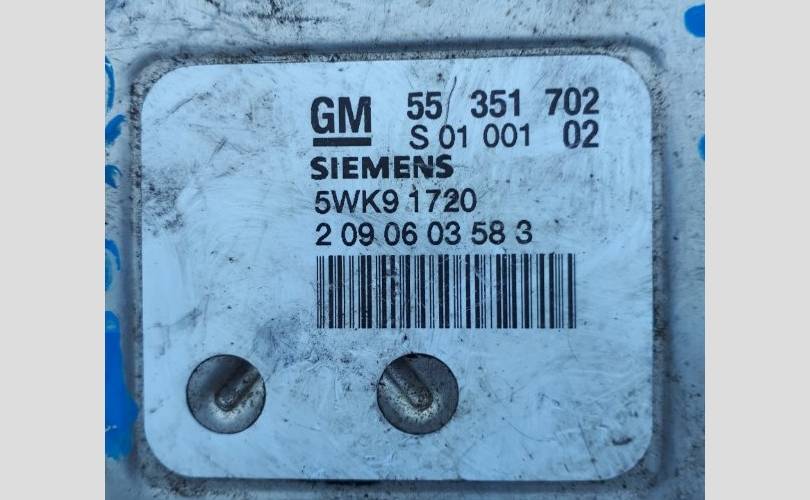 GM 55 351 702
S 01 001 02
SIEMENS
5WK9 1720
2 09 06 03 58 3